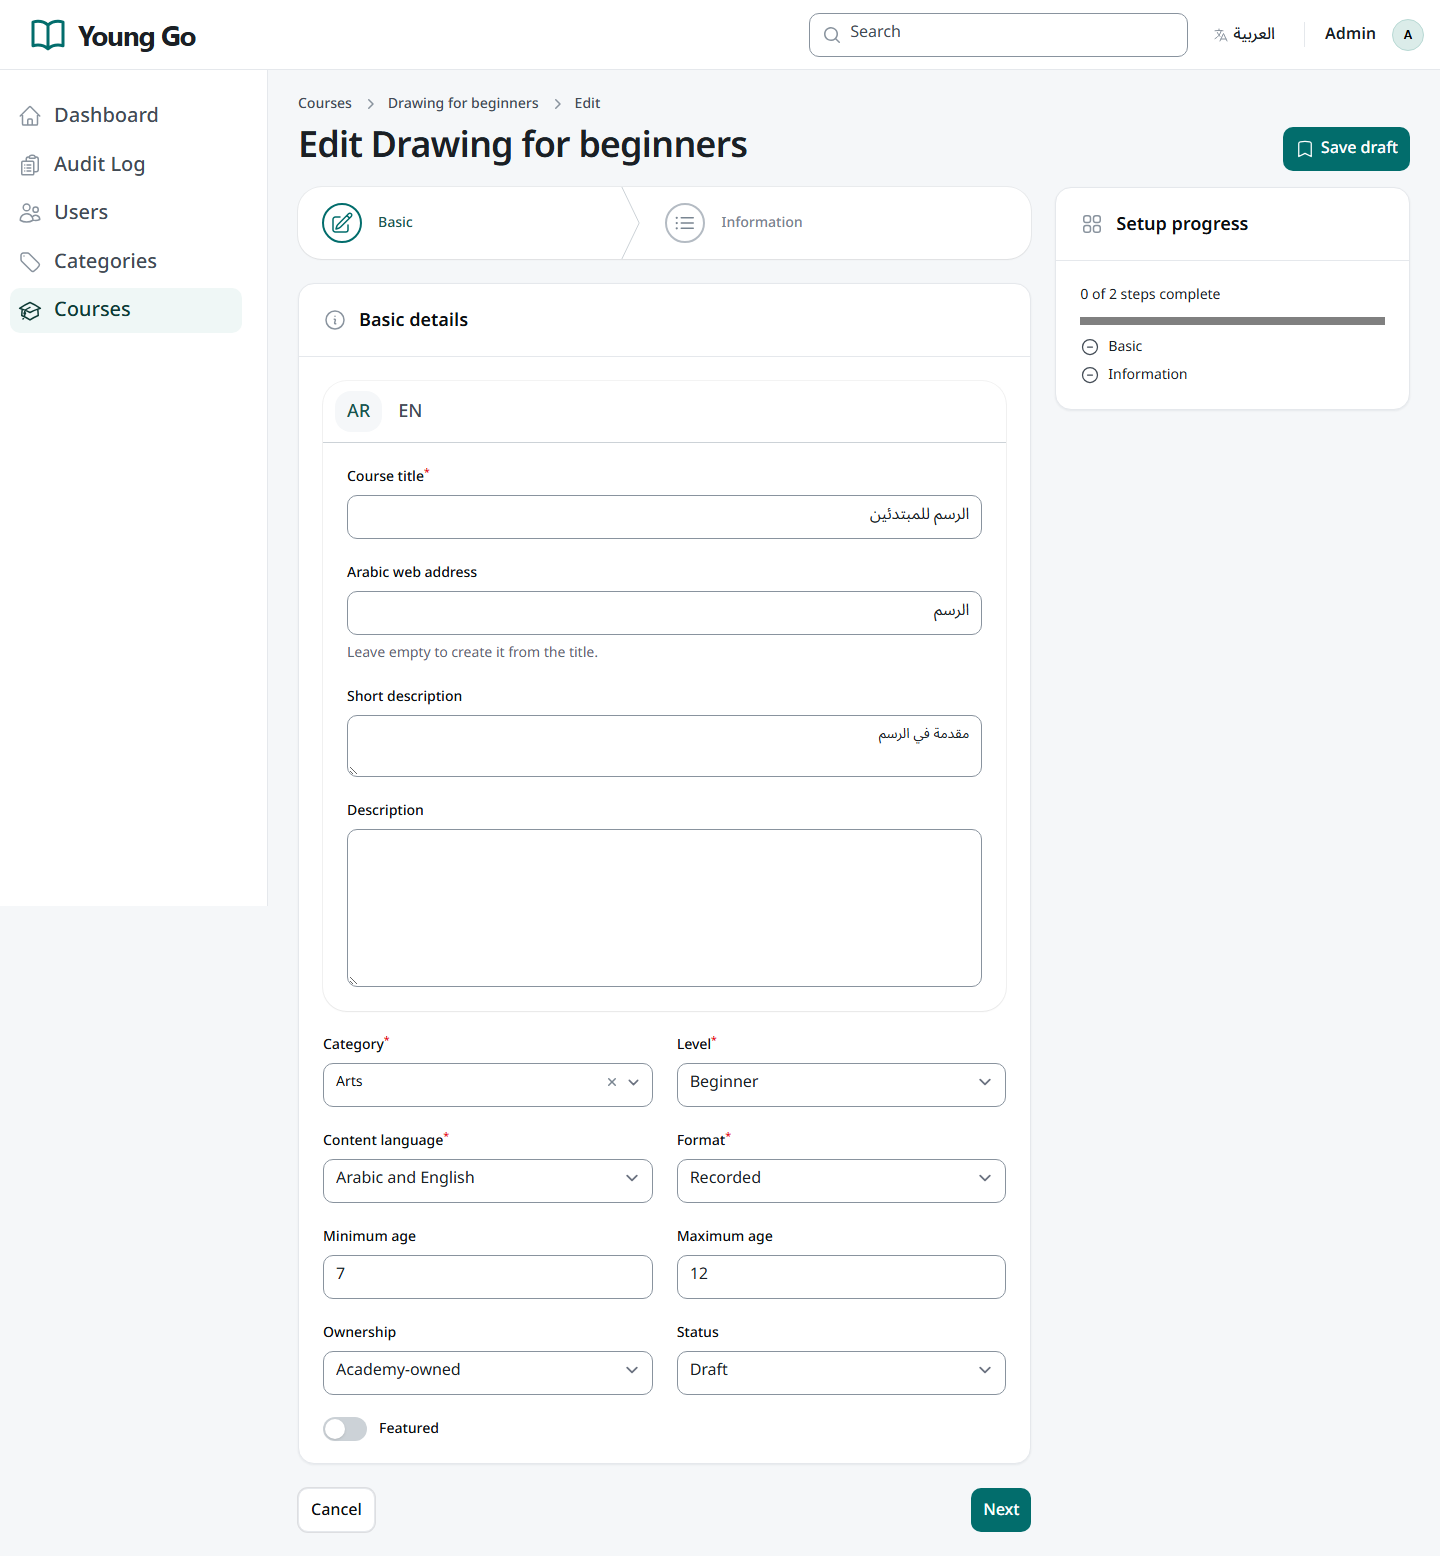 Young Go
Search
العربية
Admin
A
Dashboard
Audit Log
Users
Categories
Courses
Courses > Drawing for beginners > Edit
Edit Drawing for beginners
Save draft
Basic
Information
Setup progress
0 of 2 steps complete
Basic
Information
Basic details
AR EN
Course title*
الرسم للمبتدئين
Arabic web address
الرسم
Leave empty to create it from the title.
Short description
مقدمة في الرسم
Description
Category*
Arts
Level*
Beginner
Content language*
Arabic and English
Format*
Recorded
Minimum age
7
Maximum age
12
Ownership
Academy-owned
Status
Draft
Featured
Cancel
Next